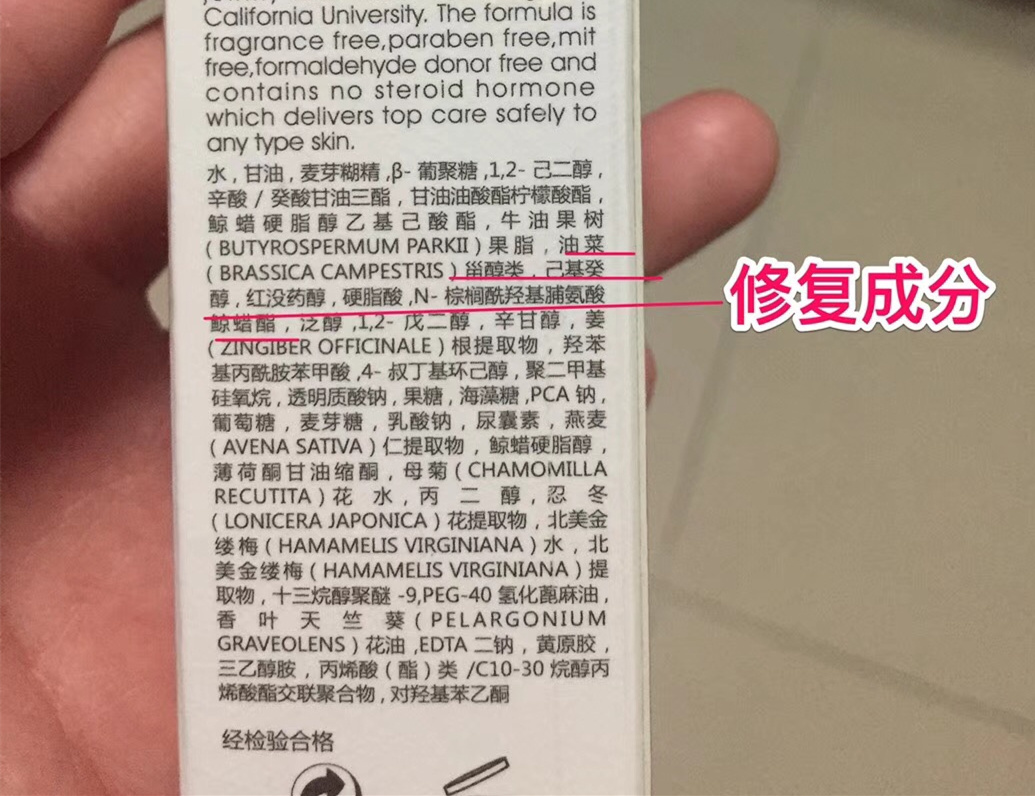 California University. The formula is
fragrance free,paraben free,mit
free,formaldehyde donor free and
contains no steroid hormone
which delivers top care safely to
any type skin.
水，甘油，麦芽糊精,β-葡聚糖,1,2-己二醇，
辛酸/癸酸甘油三酯，甘油油酸酯柠檬酸酯，
鲸蜡硬脂醇乙基己酸酯，牛油果树
(BUTYROSPERMUM PARKII)果脂，油菜
(BRASSICA CAMPESTRIS)甾醇类，己基癸
醇，红没药醇，硬脂酸,N-棕榈酰羟基脯氨酸
修复成分
鲸蜡酯，泛醇,1,2-戊二醇，辛甘醇，姜
(ZINGIBER OFFICINALE)根提取物，羟苯
基丙酰胺苯甲酸,4-叔丁基环己醇，聚二甲基
硅氧烷，透明质酸钠，果糖，海藻糖,PCA钠，
葡萄糖，麦芽糖，乳酸钠，尿囊素，燕麦
(AVENA SATIVA)仁提取物，鲸蜡硬脂醇，
薄荷酮甘油缩酮，母菊(CHAMOMILLA
RECUTITA)花水，丙二醇，忍冬
(LONICERA JAPONICA)花提取物，北美金
缕梅(HAMAMELIS VIRGINIANA)水，北
美金缕梅(HAMAMELIS VIRGINIANA)提
取物，十三烷醇聚醚-9,PEG-40氢化蓖麻油，
香叶天竺葵(PELARGONIUM
GRAVEOLENS)花油,EDTA二钠，黄原胶，
三乙醇胺，丙烯酸(酯)类/C10-30烷醇丙
烯酸酯交联聚合物，对羟基苯乙酮
经检验合格